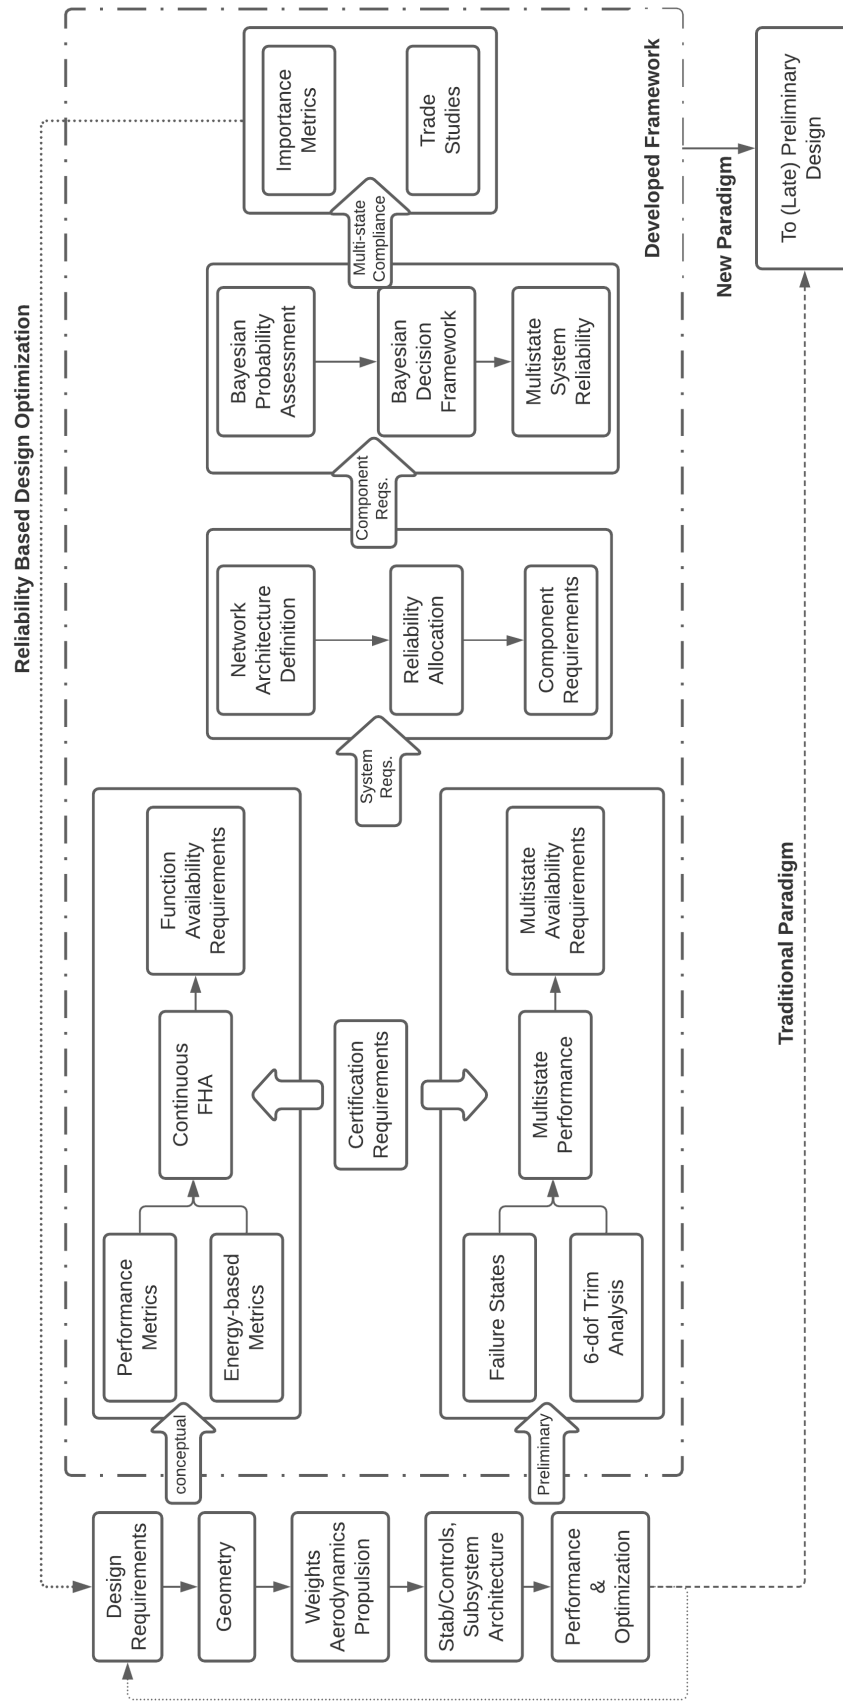 Reliability Based Design Optimization
Design
Requirements
Geometry
Weights
Aerodynamics
Propulsion
Stab/Controls,
Subsystem
Architecture
Performance
&
Optimization
conceptual
Preliminary
Performance
Metrics
Energy-based
Metrics
Continuous
FHA
Function
Availability
Requirements
Certification
Requirements
Failure States
6-dof Trim
Analysis
Multistate
Performance
Multistate
Availability
Requirements
System
Reqs.
Network
Architecture
Definition
Reliability
Allocation
Component
Requirements
Component
Reqs.
Bayesian
Probability
Assessment
Bayesian
Decision
Framework
Multistate
System
Reliability
Multi-state
Compliance
Importance
Metrics
Trade
Studies
Developed Framework
New Paradigm
Traditional Paradigm
To (Late) Preliminary
Design